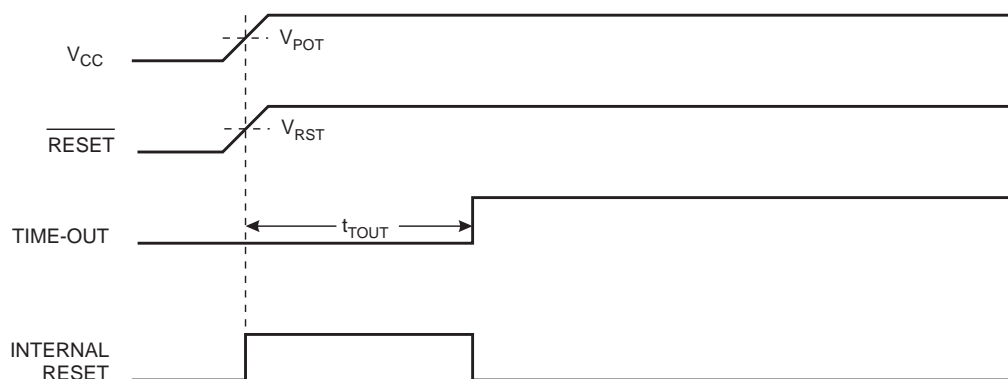 V_CC
V_POT
RESET
V_RST
TIME-OUT
t_TOUT
INTERNAL
RESET